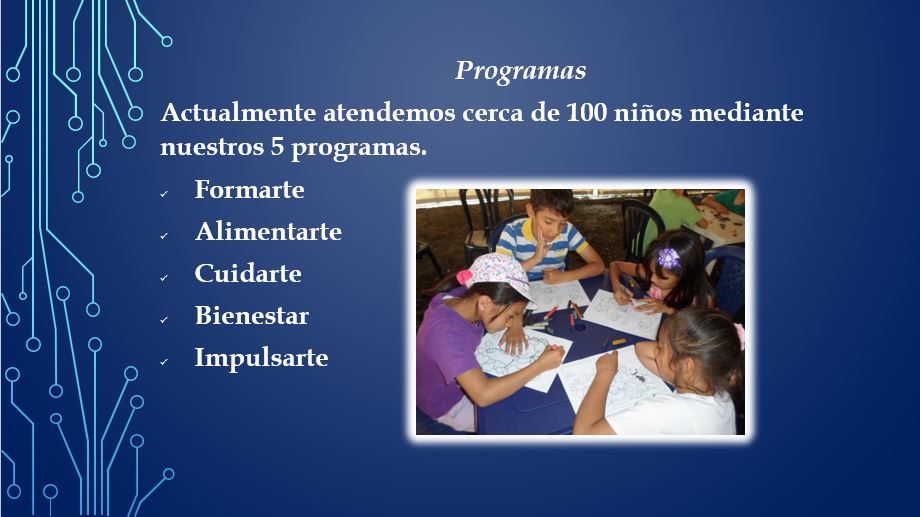 Programas
Actualmente atendemos cerca de 100 niños mediante
nuestros 5 programas.
Formarte
Alimentarte
Cuidarte
Bienestar
Impulsarte